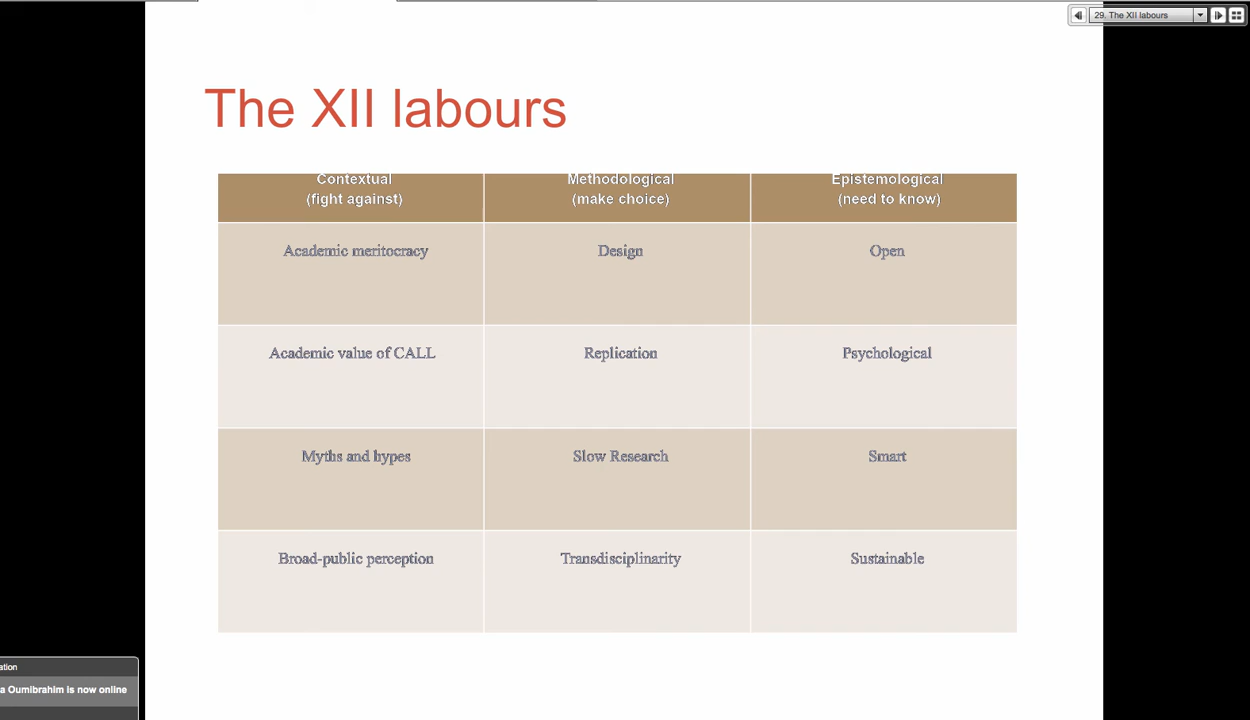 29. The XII labours
The XII labours
Contextual
(fight against)
Methodological
(make choice)
Epistemological
(need to know)
Academic meritocracy
Design
Open
Academic value of CALL
Replication
Psychological
Myths and hypes
Slow Research
Smart
Broad-public perception
Transdisciplinarity
Sustainable
ation
a Oumibrahim is now online